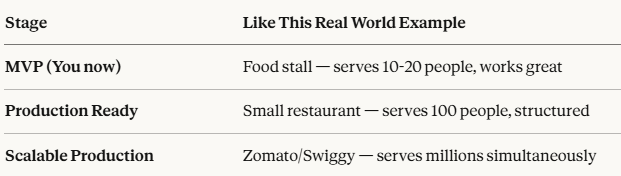 Stage Like This Real World Example
MVP (You now) Food stall — serves 10-20 people, works great
Production Ready Small restaurant — serves 100 people, structured
Scalable Production Zomato/Swiggy — serves millions simultaneously